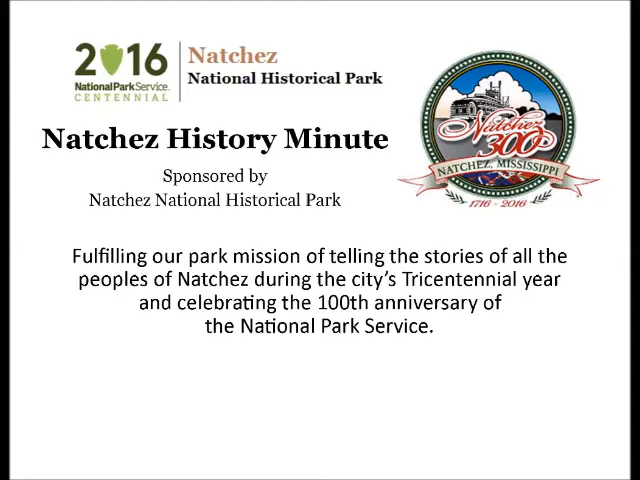 2016
National Park Service.
CENTENNIAL
Natchez
National Historical Park
Natchez History Minute
Sponsored by
Natchez National Historical Park
Natchez
300
NATCHEZ, MISSISSIPPI
1716 - 2016
Fulfilling our park mission of telling the stories of all the
peoples of Natchez during the city's Tricentennial year
and celebrating the 100th anniversary of
the National Park Service.